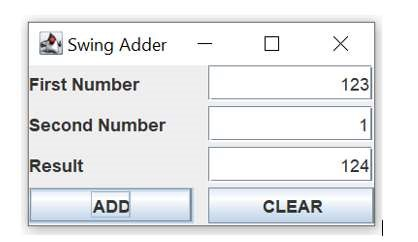 Swing Adder
First Number 123
Second Number 1
Result 124
ADD CLEAR